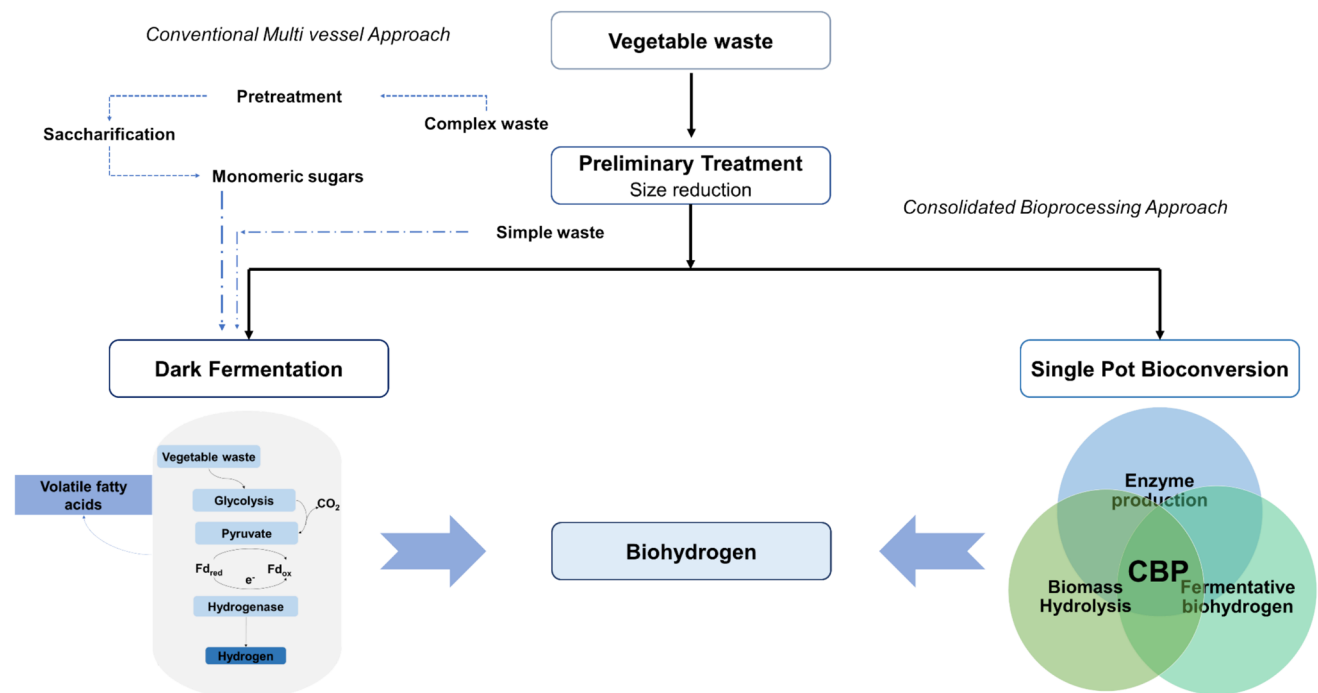 Conventional Multi vessel Approach
Vegetable waste
Pretreatment
Complex waste
Saccharification
Preliminary Treatment
Size reduction
Monomeric sugars
Consolidated Bioprocessing Approach
Simple waste
Dark Fermentation
Single Pot Bioconversion
Vegetable waste
Volatile fatty
acids
Glycolysis
CO2
Pyruvate
Fdred
Fdox
e-
Hydrogenase
Hydrogen
Biohydrogen
Enzyme
production
CBP
Biomass
Hydrolysis
Fermentative
biohydrogen